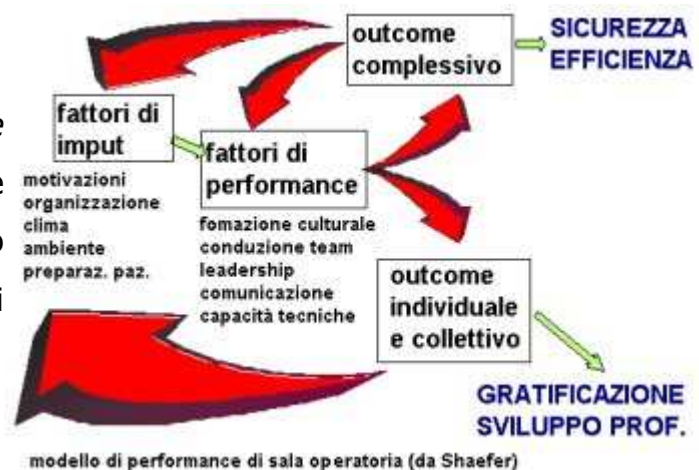 outcome
complessivo
SICUREZZA
EFFICIENZA
fattori di
imput
fattori di
performance
motivazioni
organizzazione
clima
ambiente
preparaz. paz.
fomazione culturale
conduzione team
leadership
comunicazione
capacità tecniche
outcome
individuale
e collettivo
GRATIFICAZIONE
SVILUPPO PROF.
modello di performance di sala operatoria (da Shaefer)
e
e
o
i